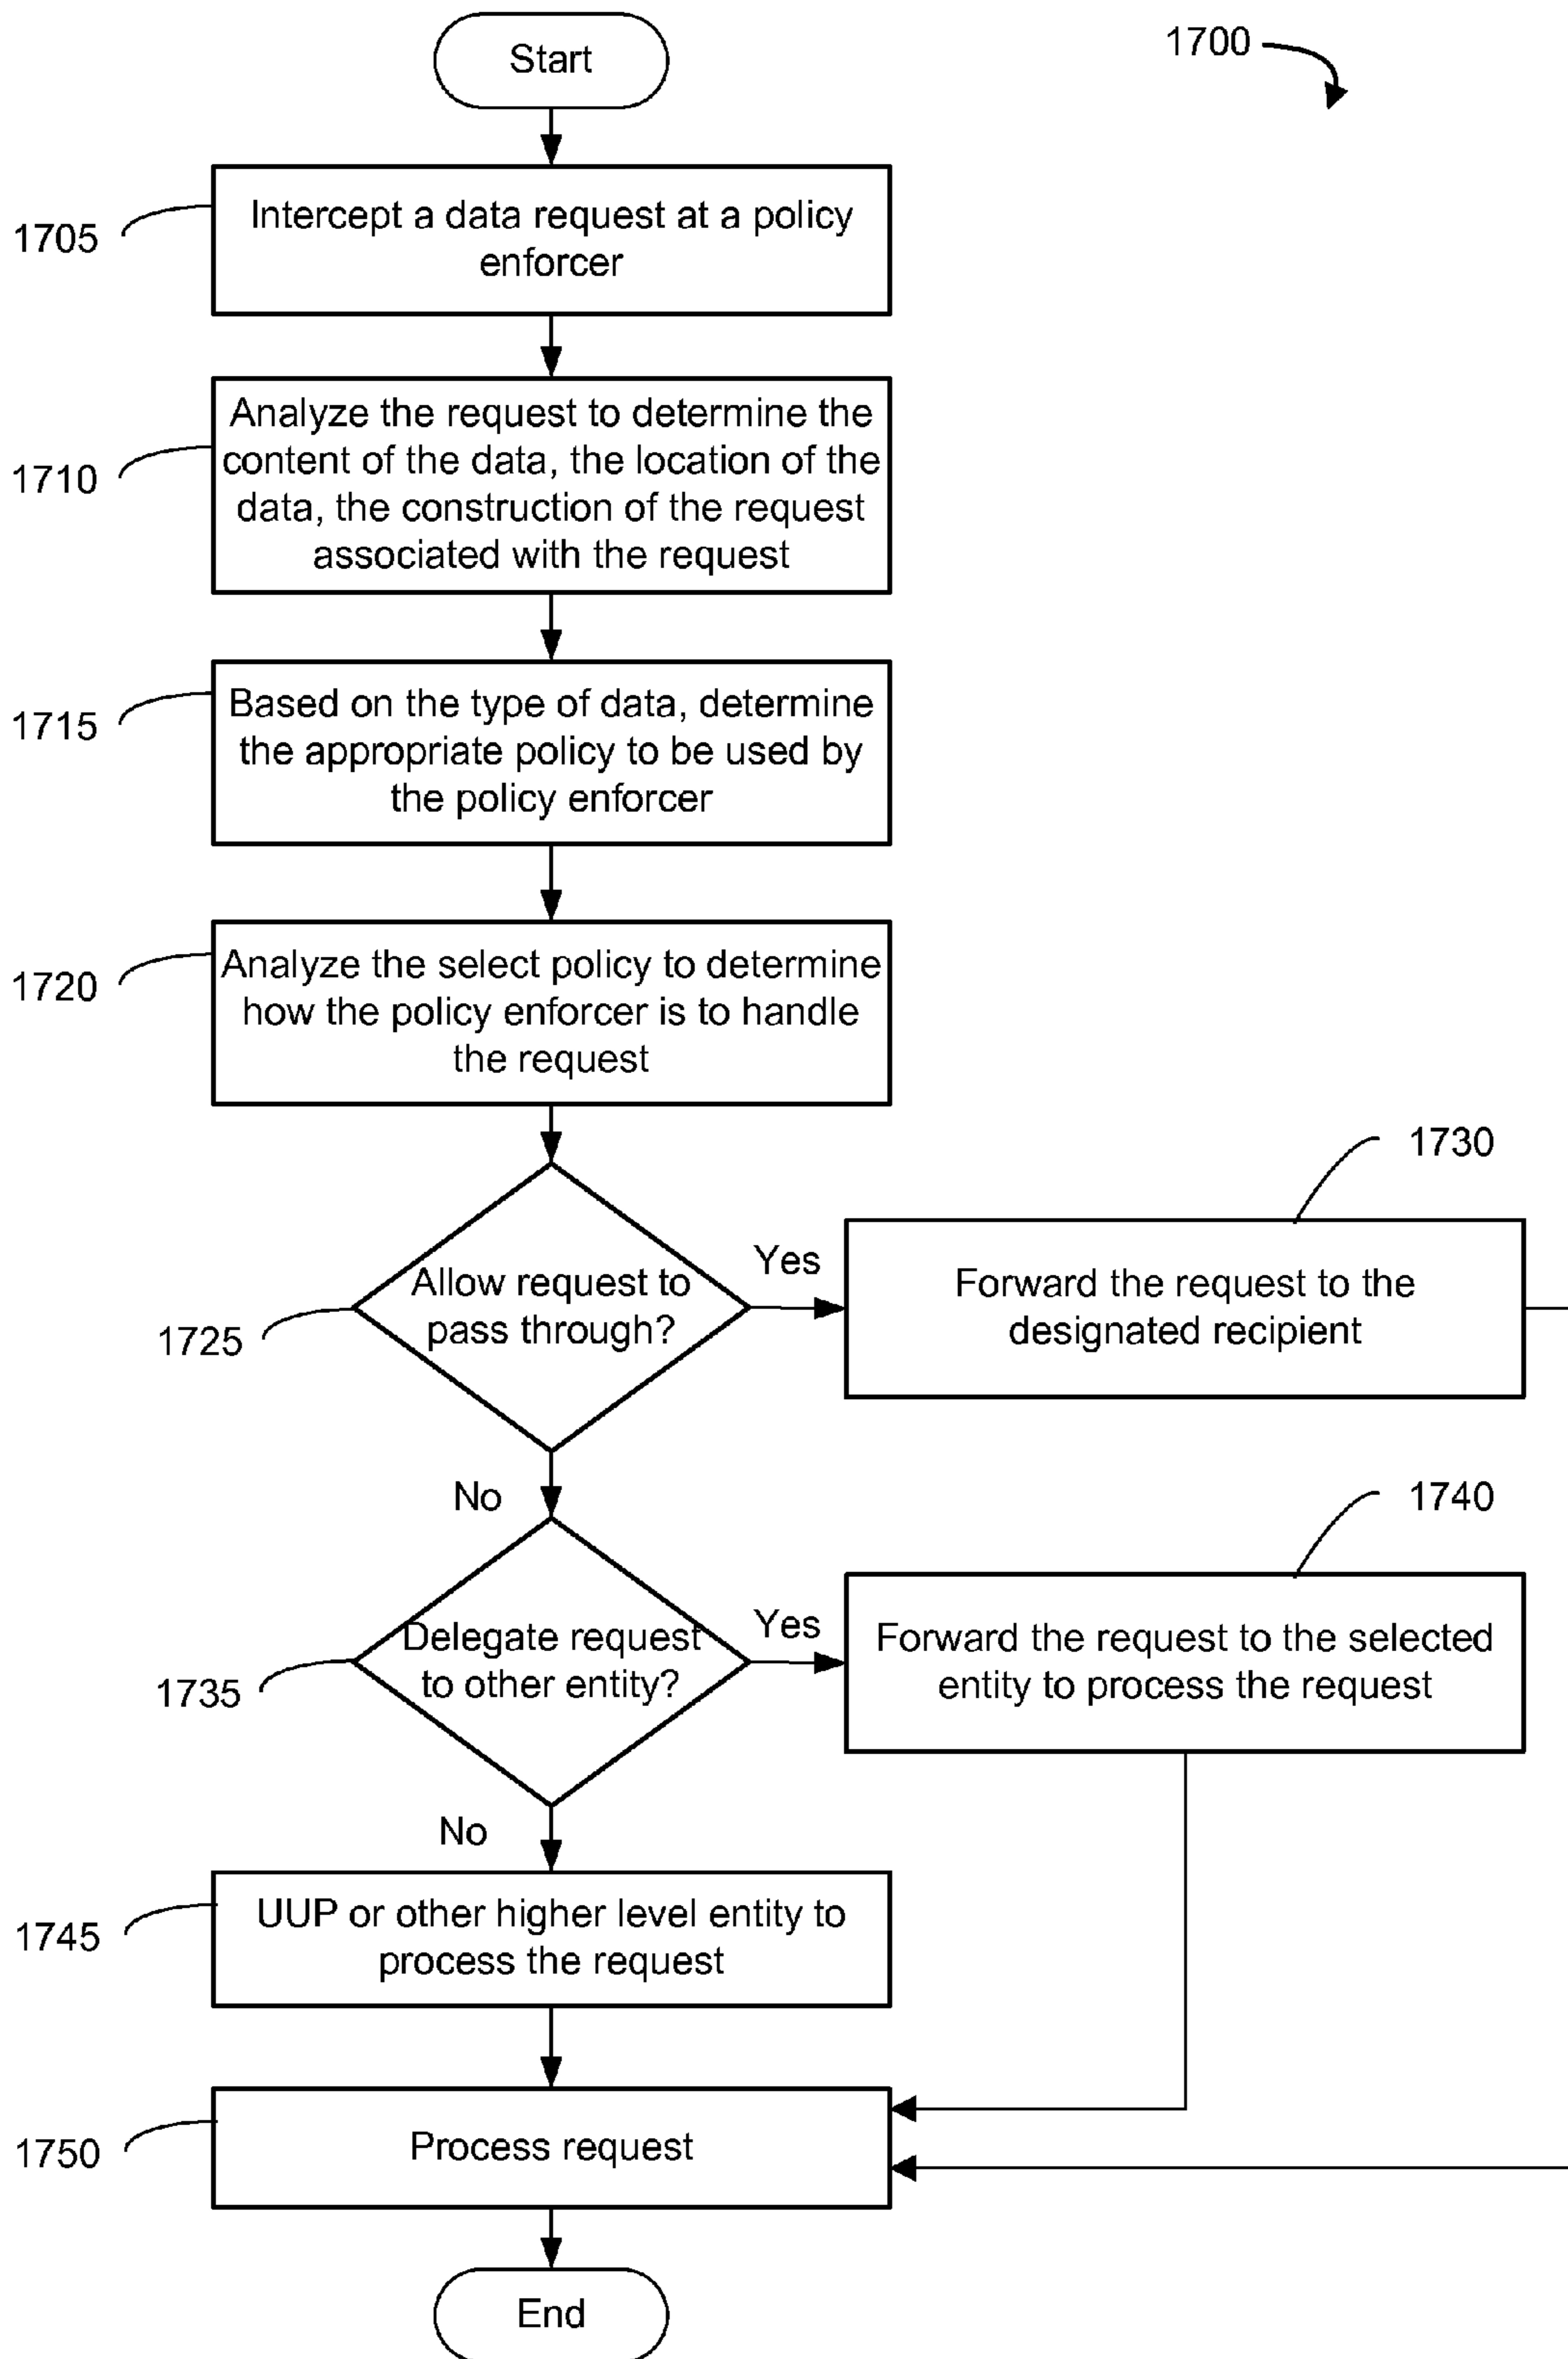 Start
1700
1705
Intercept a data request at a policy
enforcer
1710
Analyze the request to determine the
content of the data, the location of the
data, the construction of the request
associated with the request
1715
Based on the type of data, determine
the appropriate policy to be used by
the policy enforcer
1720
Analyze the select policy to determine
how the policy enforcer is to handle
the request
1725
Allow request to
pass through?
Yes
1730
Forward the request to the
designated recipient
No
1735
Delegate request
to other entity?
Yes
1740
Forward the request to the selected
entity to process the request
No
1745
UUP or other higher level entity to
process the request
1750
Process request
End